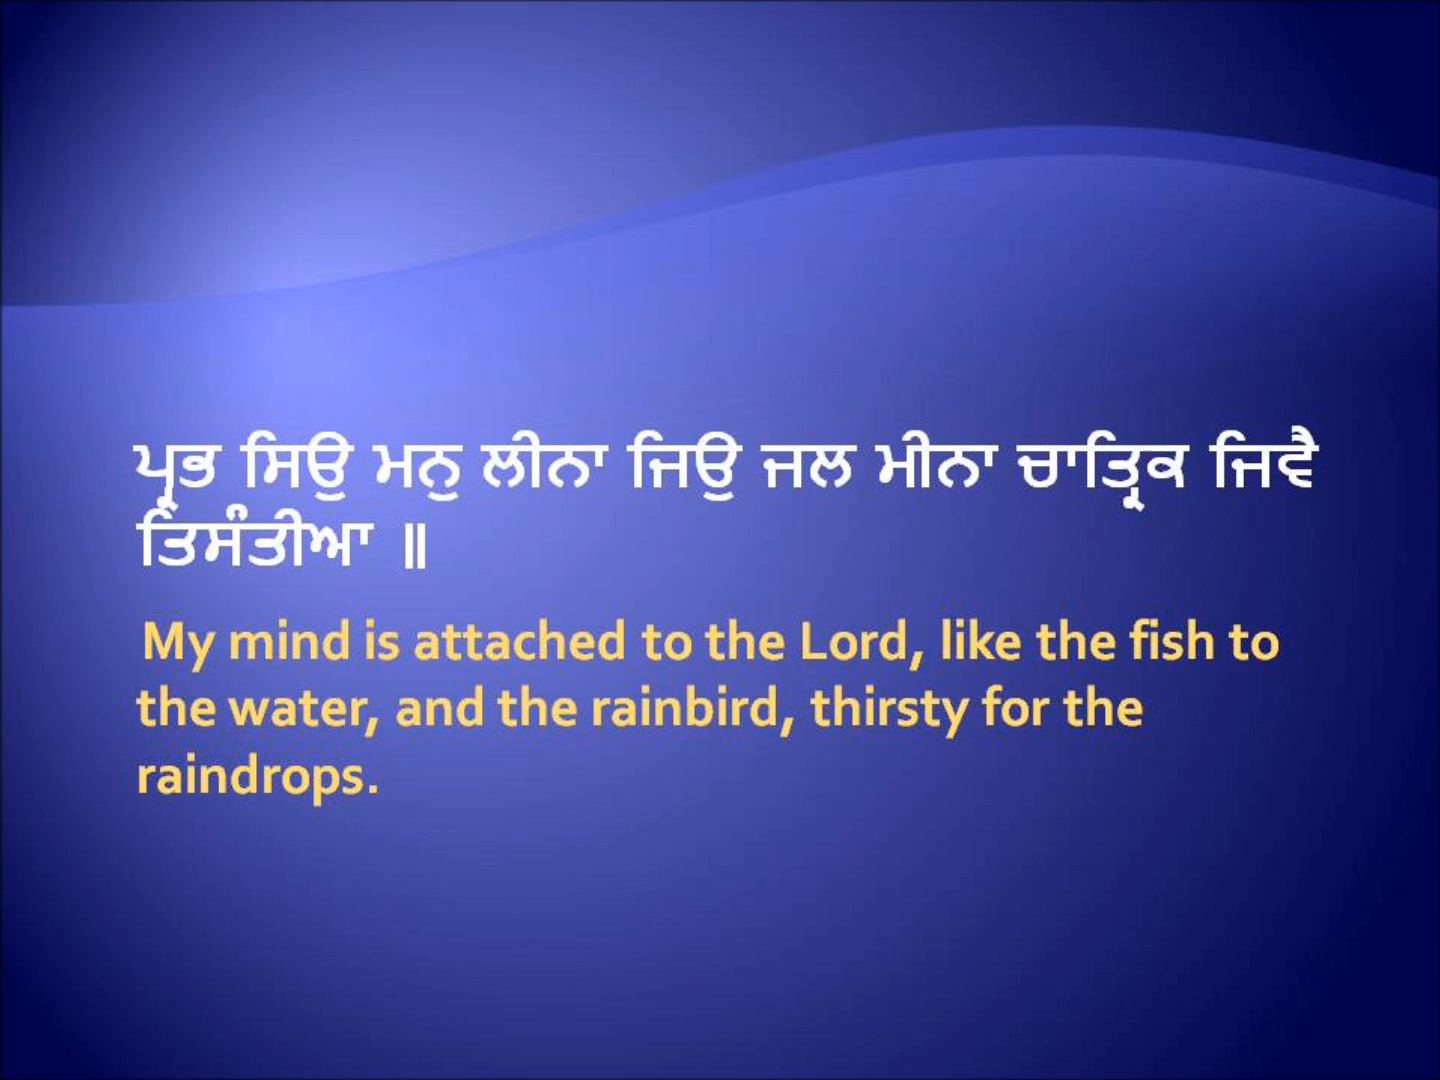 ਪ੍ਰਭ ਸਿਉ ਮਨੁ ਲੀਨਾ ਜਿਉ ਜਲ ਮੀਨਾ ਚਾਤ੍ਰਿਕ ਜਿਵੈ
ਤਿਸੰਤੀਆ ॥
My mind is attached to the Lord, like the fish to
the water, and the rainbird, thirsty for the
raindrops.